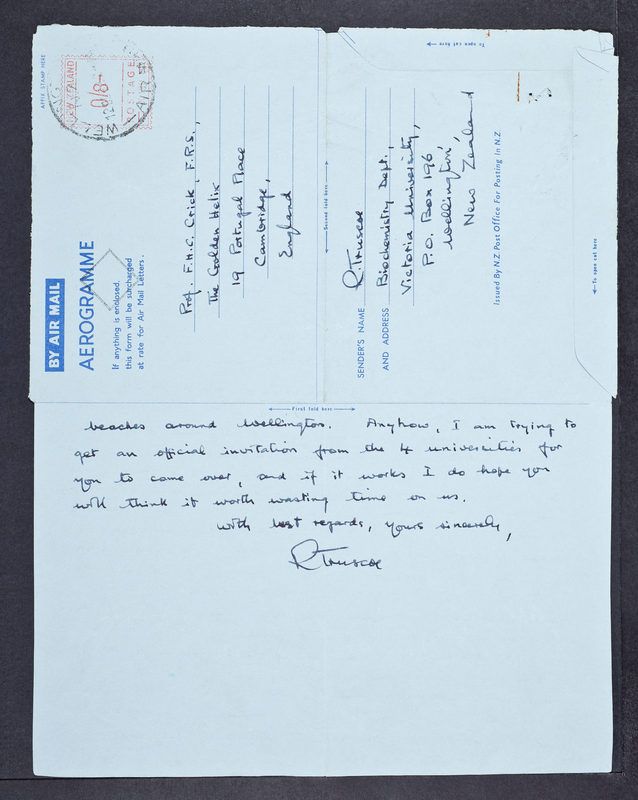 AFFIX STAMP HERE
NEW ZEALAND
POSTAGE
0/8
AIR
BY AIR MAIL
AEROGRAMME
If anything is enclosed,
this form will be surcharged
at rate for Air Mail Letters.
Prof. F.H.C. Crick, F.R.S.,
The Golden Helix
19 Portugal Place
Cambridge,
England
Second fold here
To open cut here
SENDER'S NAME R. Truscoe
AND ADDRESS Biochemistry Dept.,
Victoria University,
P.O. Box 196
Wellington,
New Zealand
Issued By N.Z. Post Office For Posting In N.Z.
To open cut here
First fold here
beaches around Wellington. Anyhow, I am trying to
get an official invitation from the 4 universities for
you to come over, and if it works I do hope you
will think it worth wasting time on us.
With best regards, yours sincerely,
R Truscoe